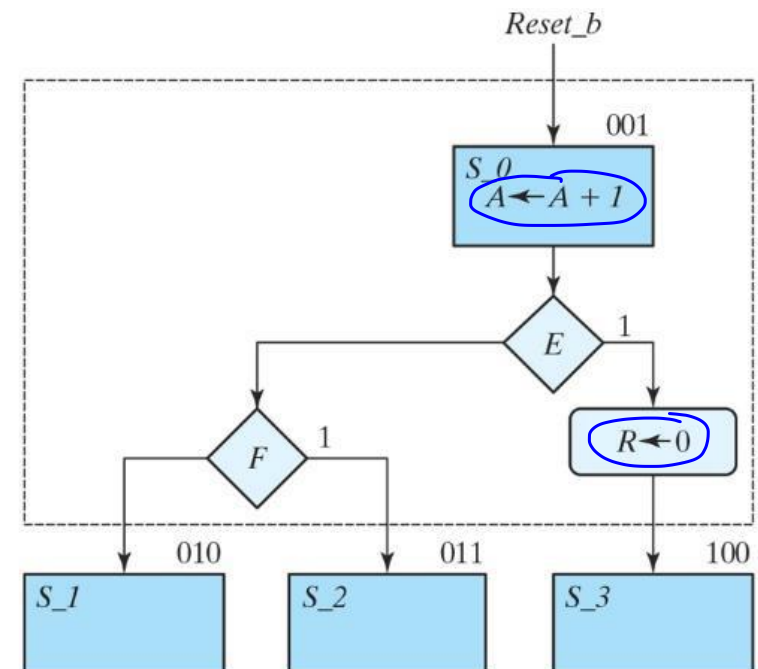 Reset_b
001
S_0
A ← A + 1
E
1
R ← 0
F
1
010
011
100
S_1
S_2
S_3